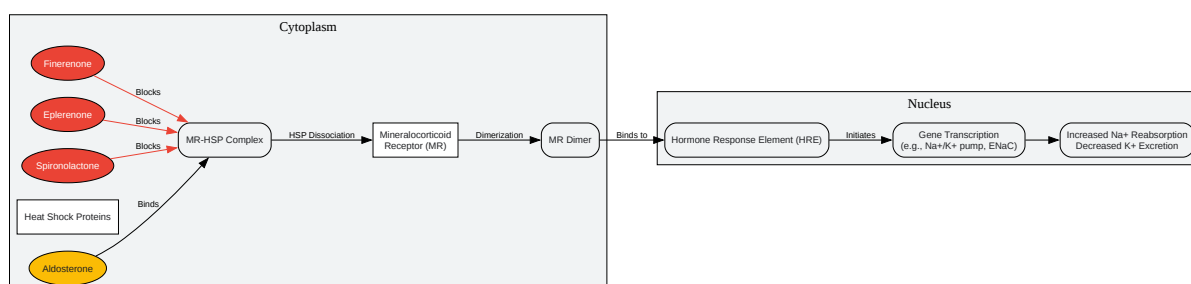 Cytoplasm
Finerenone
Blocks
Eplerenone
Blocks
Spironolactone
Blocks
Heat Shock Proteins
Aldosterone
Binds
MR-HSP Complex
HSP Dissociation
Mineralocorticoid
Receptor (MR)
Dimerization
MR Dimer
Binds to
Nucleus
Hormone Response Element (HRE)
Initiates
Gene Transcription
(e.g., Na+/K+ pump, ENaC)
Increased Na+ Reabsorption
Decreased K+ Excretion